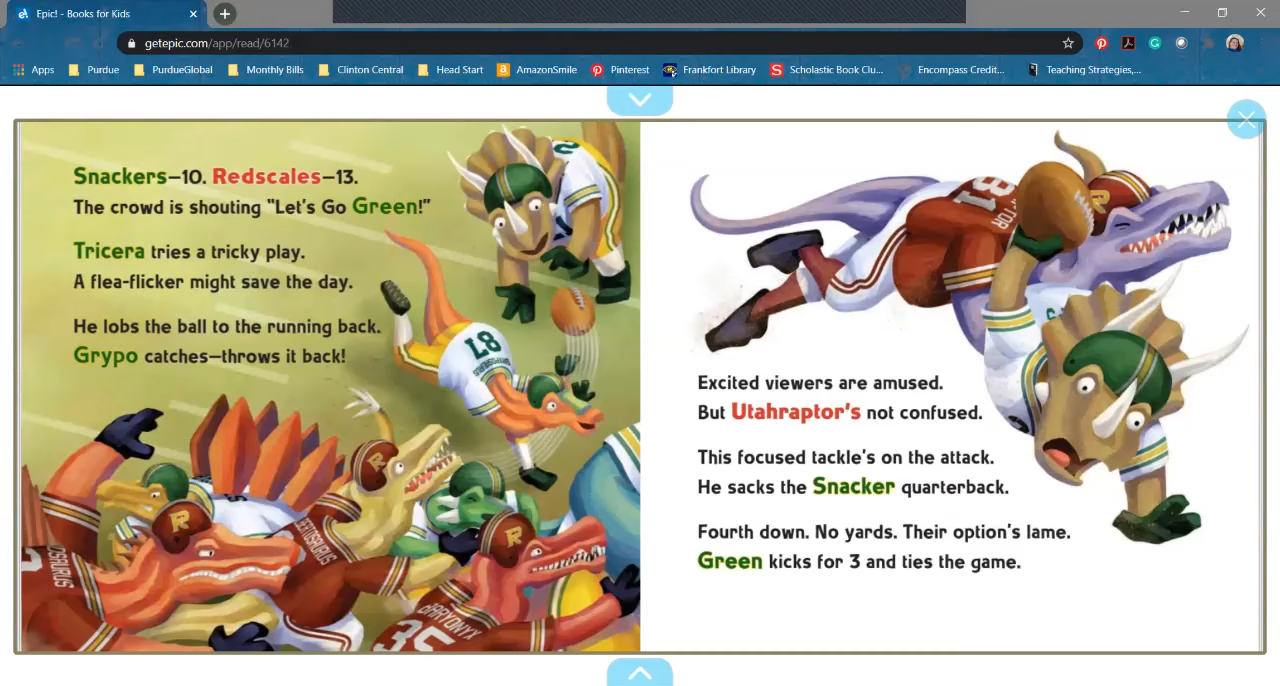 Epic! - Books for Kids
getepic.com/app/read/6142
Apps Purdue PurdueGlobal Monthly Bills Clinton Central Head Start AmazonSmile Pinterest Frankfort Library Scholastic Book Clu... Encompass Credit... Teaching Strategies,...
Snackers–10. Redscales–13.
The crowd is shouting "Let's Go Green!"
Tricera tries a tricky play.
A flea-flicker might save the day.
He lobs the ball to the running back.
Grypo catches—throws it back!
87
R
R
R
BARYONYX
35
81
R
Excited viewers are amused.
But Utahraptor's not confused.
This focused tackle's on the attack.
He sacks the Snacker quarterback.
Fourth down. No yards. Their option's lame.
Green kicks for 3 and ties the game.